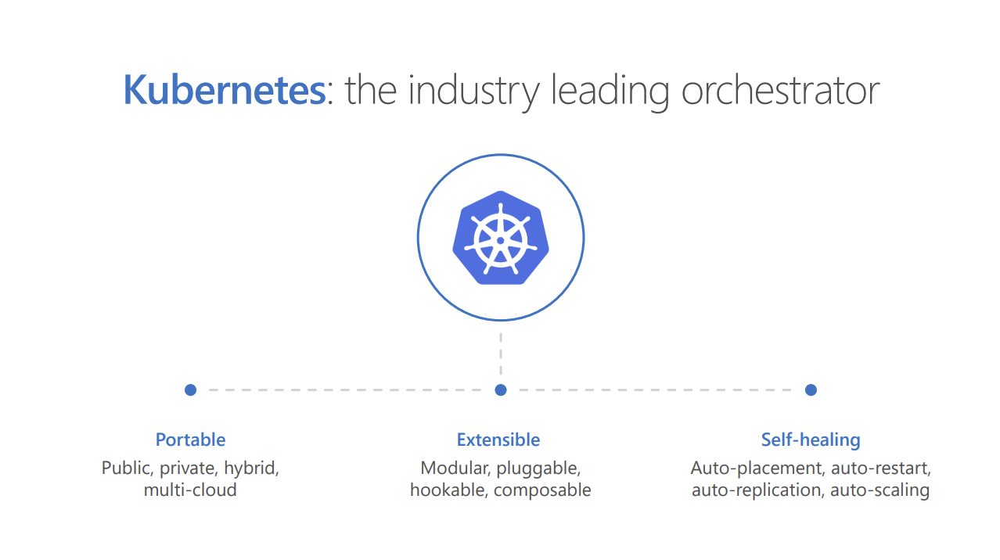 Kubernetes: the industry leading orchestrator
Portable
Public, private, hybrid,
multi-cloud
Extensible
Modular, pluggable,
hookable, composable
Self-healing
Auto-placement, auto-restart,
auto-replication, auto-scaling